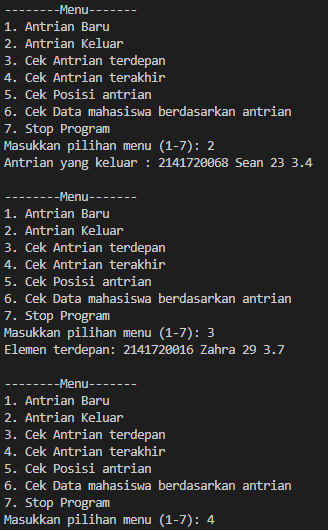 --------Menu-------
1. Antrian Baru
2. Antrian Keluar
3. Cek Antrian terdepan
4. Cek Antrian terakhir
5. Cek Posisi antrian
6. Cek Data mahasiswa berdasarkan antrian
7. Stop Program
Masukkan pilihan menu (1-7): 2
Antrian yang keluar : 2141720068 Sean 23 3.4
--------Menu-------
1. Antrian Baru
2. Antrian Keluar
3. Cek Antrian terdepan
4. Cek Antrian terakhir
5. Cek Posisi antrian
6. Cek Data mahasiswa berdasarkan antrian
7. Stop Program
Masukkan pilihan menu (1-7): 3
Elemen terdepan: 2141720016 Zahra 29 3.7
--------Menu-------
1. Antrian Baru
2. Antrian Keluar
3. Cek Antrian terdepan
4. Cek Antrian terakhir
5. Cek Posisi antrian
6. Cek Data mahasiswa berdasarkan antrian
7. Stop Program
Masukkan pilihan menu (1-7): 4